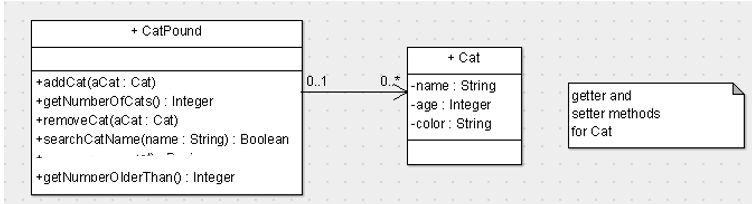 + CatPound
+addCat(aCat : Cat)
+getNumberOfCats() : Integer
+removeCat(aCat : Cat)
+searchCatName(name : String) : Boolean
+getNumberOlderThan() : Integer
0..1
0..*
+ Cat
-name : String
-age : Integer
-color : String
getter and
setter methods
for Cat